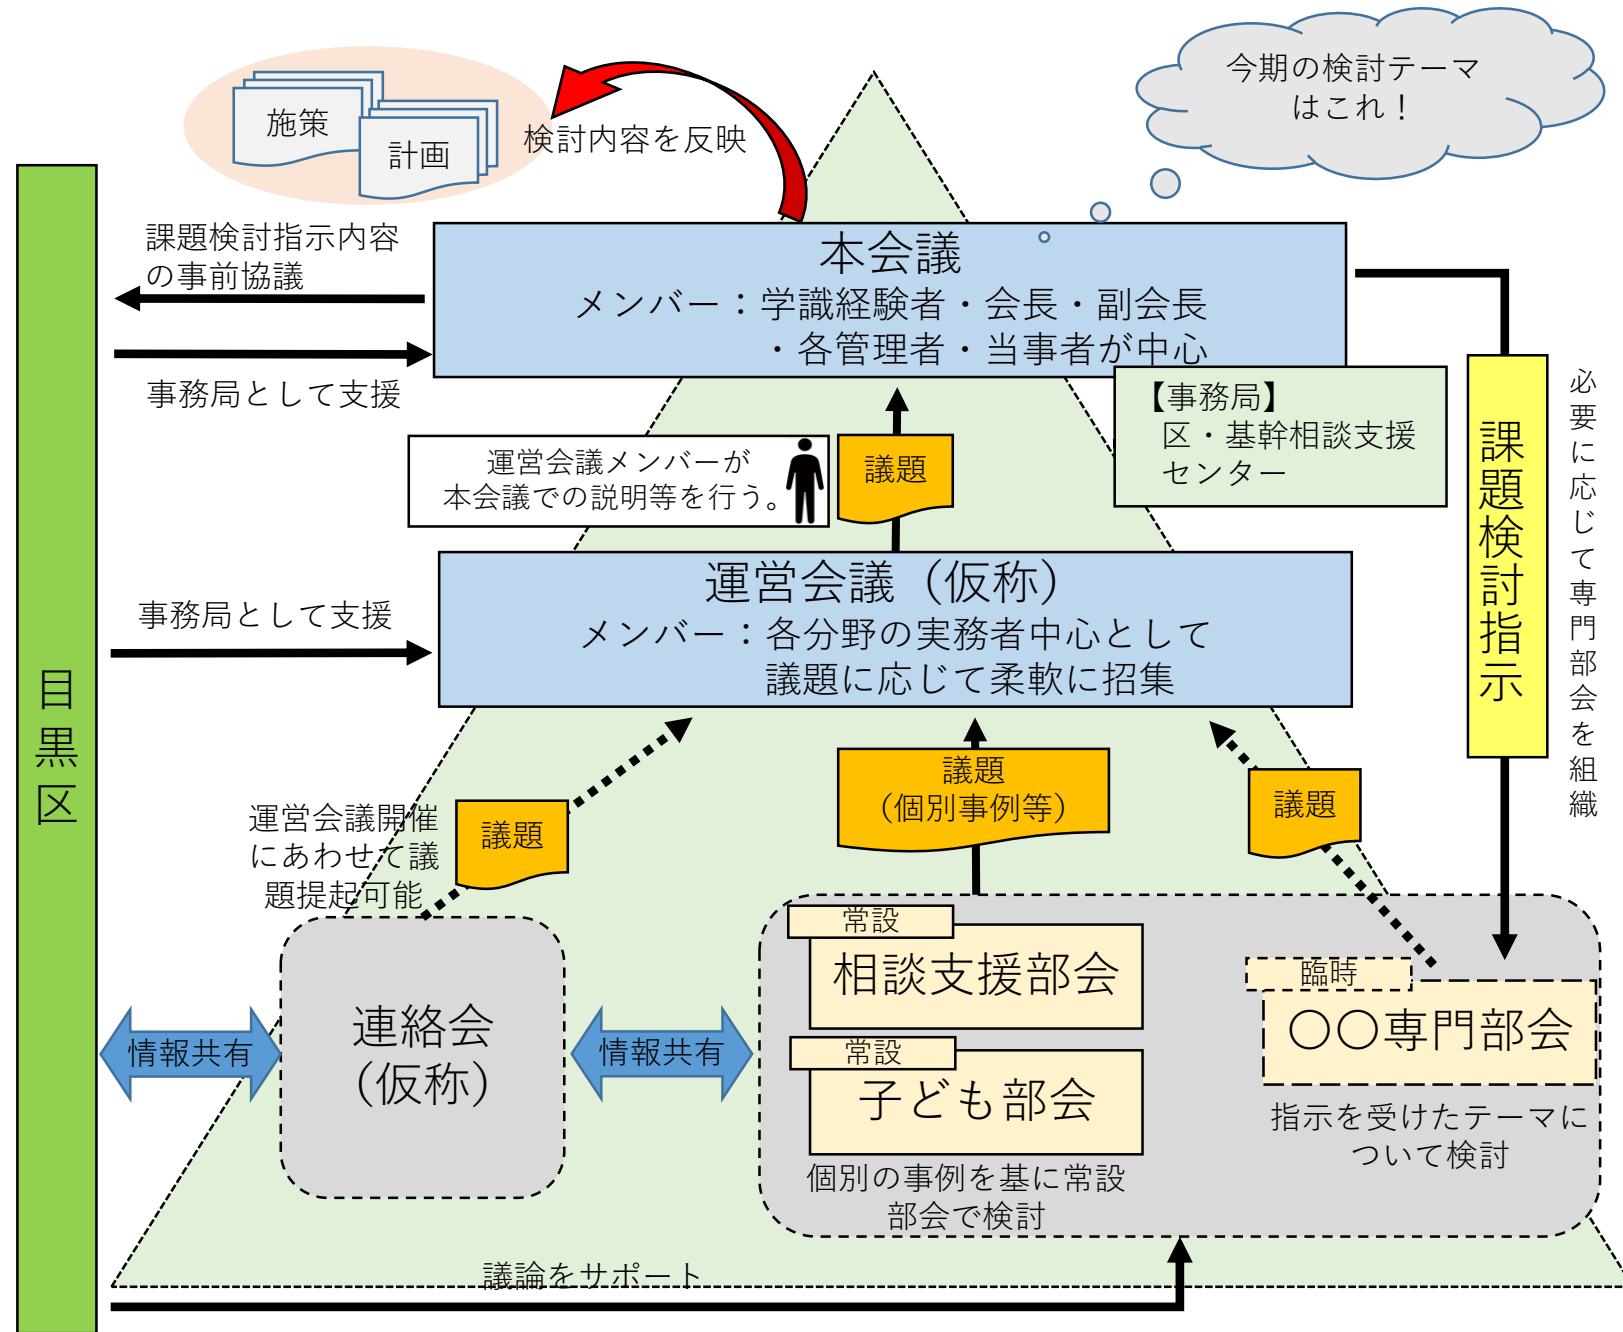 今期の検討テーマ
はこれ！
施策
計画
検討内容を反映
課題検討指示内容
の事前協議
事務局として支援
本会議
メンバー：学識経験者・会長・副会長
・各管理者・当事者が中心
【事務局】
区・基幹相談支援
センター
運営会議メンバーが
本会議での説明等を行う。
議題
課題検討指示
必要に応じて専門部会を組織
運営会議（仮称）
メンバー：各分野の実務者中心として
議題に応じて柔軟に招集
事務局として支援
目黒区
運営会議開催
にあわせて議
題提起可能
議題
議題
（個別事例等）
議題
連絡会
（仮称）
情報共有
情報共有
常設
相談支援部会
常設
子ども部会
個別の事例を基に常設
部会で検討
臨時
〇〇専門部会
指示を受けたテーマに
ついて検討
議論をサポート